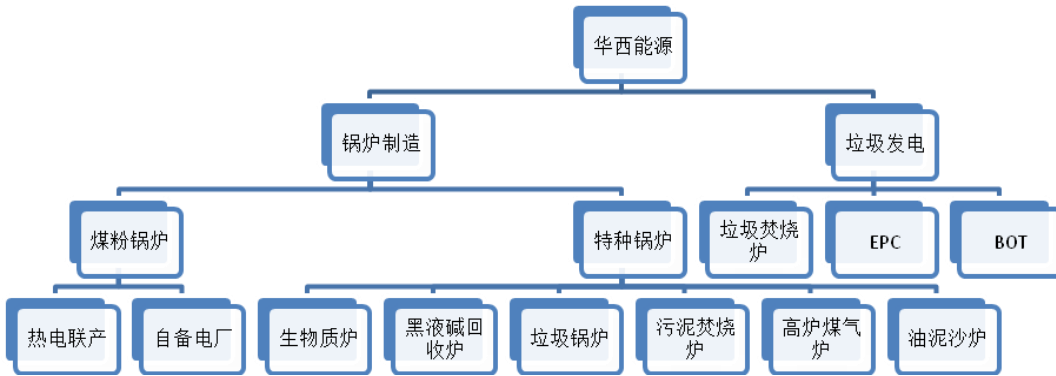 华西能源
锅炉制造
垃圾发电
煤粉锅炉
特种锅炉
垃圾焚烧
炉
EPC
BOT
热电联产
自备电厂
生物质炉
黑液碱回
收炉
垃圾锅炉
污泥焚烧
炉
高炉煤气
炉
油泥沙炉